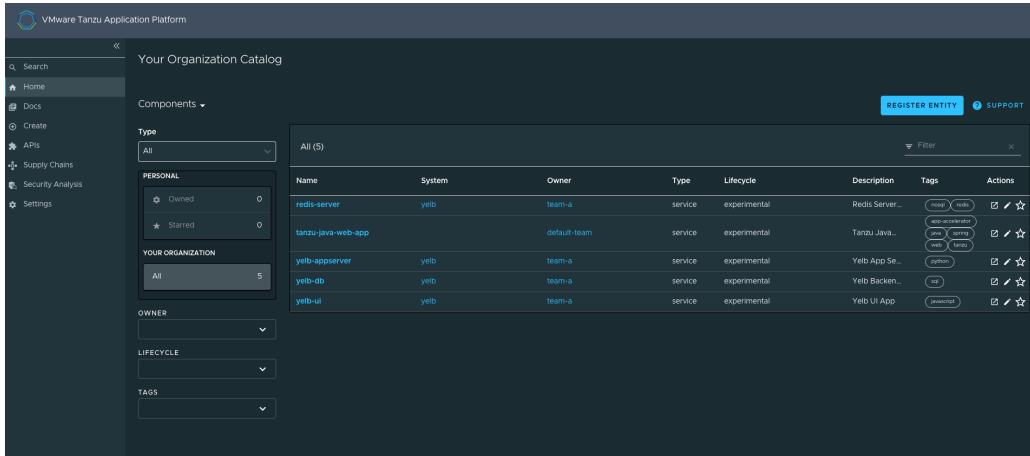 VMware Tanzu Application Platform
«
Search
Home
Docs
Create
APIs
Supply Chains
Security Analysis
Settings
Your Organization Catalog
Components
REGISTER ENTITY
SUPPORT
Type
All
PERSONAL
Owned 0
Starred 0
YOUR ORGANIZATION
All 5
OWNER
LIFECYCLE
TAGS
All (5)
Filter
Name System Owner Type Lifecycle Description Tags Actions
redis-server yelb team-a service experimental Redis Server... nosql redis
tanzu-java-web-app default-team service experimental Tanzu Java... app-accelerator java spring web tanzu
yelb-appserver yelb team-a service experimental Yelb App Se... python
yelb-db yelb team-a service experimental Yelb Backen... sql
yelb-ui yelb team-a service experimental Yelb UI App javascript